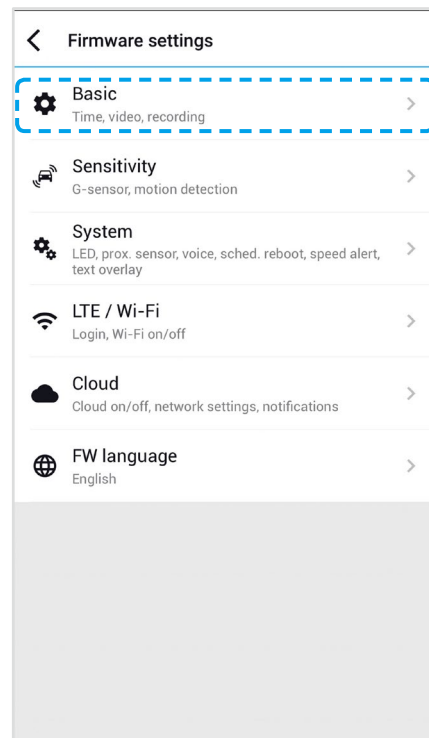 Firmware settings
Basic
Time, video, recording
Sensitivity
G-sensor, motion detection
System
LED, prox. sensor, voice, sched. reboot, speed alert,
text overlay
LTE / Wi-Fi
Login, Wi-Fi on/off
Cloud
Cloud on/off, network settings, notifications
FW language
English